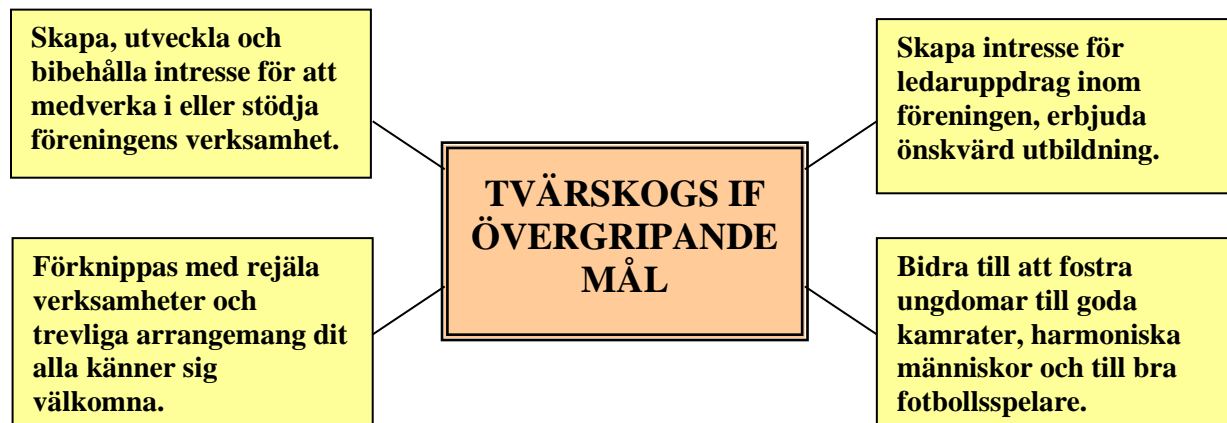 Skapa, utveckla och
bibehålla intresse för att
medverka i eller stödja
föreningens verksamhet.
Skapa intresse för
ledaruppdrag inom
föreningen, erbjuda
önskvärd utbildning.
TVÄRSKOGS IF
ÖVERGRIPANDE
MÅL
Förknippas med rejäla
verksamheter och
trevliga arrangemang dit
alla känner sig
välkomna.
Bidra till att fostra
ungdomar till goda
kamrater, harmoniska
människor och till bra
fotbollsspelare.